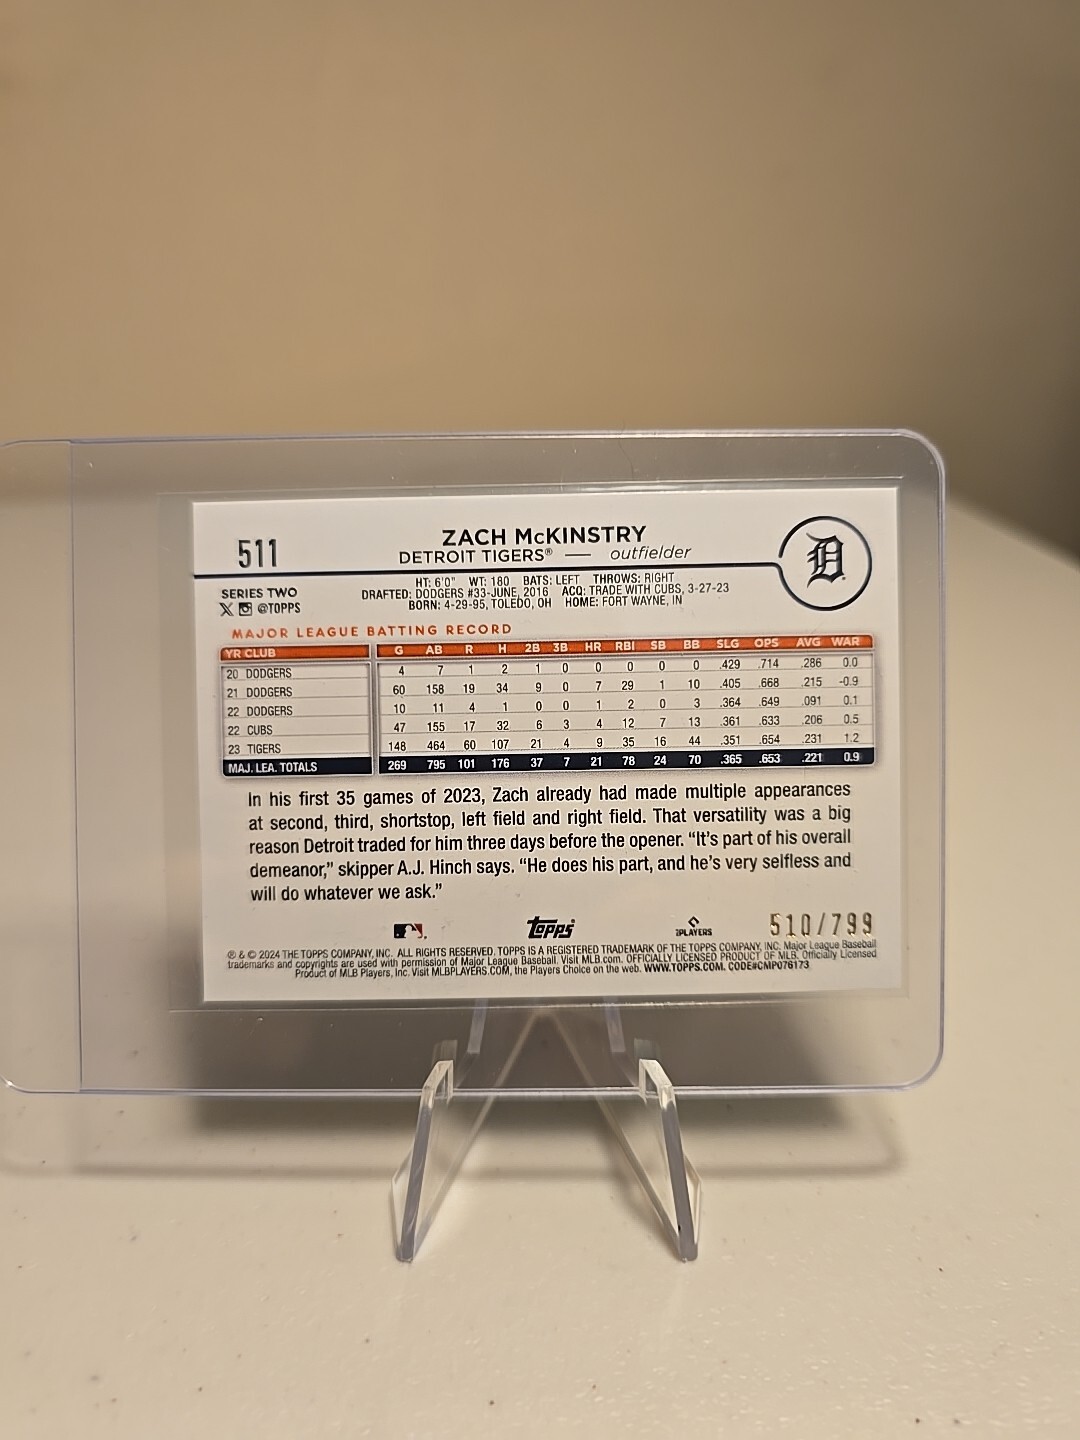 511
ZACH McKINSTRY
DETROIT TIGERS® — outfielder
D
SERIES TWO
X @TOPPS
HT: 6'0" WT: 180 BATS: LEFT THROWS: RIGHT
DRAFTED: DODGERS #33-JUNE, 2016 ACQ: TRADE WITH CUBS, 3-27-23
BORN: 4-29-95, TOLEDO, OH HOME: FORT WAYNE, IN
MAJOR LEAGUE BATTING RECORD
YR CLUB G AB R H 2B 3B HR RBI SB BB SLG OPS AVG WAR
20 DODGERS 4 7 1 2 1 0 0 0 0 0 .429 .714 .286 0.0
21 DODGERS 60 158 19 34 9 0 7 29 1 10 .405 .668 .215 -0.9
22 DODGERS 10 11 4 1 0 0 1 2 0 3 .364 .649 .091 0.1
22 CUBS 47 155 17 32 6 3 4 12 7 13 .361 .633 .206 0.5
23 TIGERS 148 464 60 107 21 4 9 35 16 44 .351 .654 .231 1.2
MAJ. LEA. TOTALS 269 795 101 176 37 7 21 78 24 70 .365 .653 .221 0.9
In his first 35 games of 2023, Zach already had made multiple appearances
at second, third, shortstop, left field and right field. That versatility was a big
reason Detroit traded for him three days before the opener. “It’s part of his overall
demeanor,” skipper A.J. Hinch says. “He does his part, and he’s very selfless and
will do whatever we ask.”
topps
PLAYERS
510/799
® & © 2024 THE TOPPS COMPANY, INC. ALL RIGHTS RESERVED. TOPPS IS A REGISTERED TRADEMARK OF THE TOPPS COMPANY, INC. Major League Baseball
trademarks and copyrights are used with permission of Major League Baseball. Visit MLB.com. OFFICIALLY LICENSED PRODUCT OF MLB. Officially Licensed
Product of MLB Players, Inc. Visit MLBPLAYERS.COM, the Players Choice on the web. WWW.TOPPS.COM. CODE#CMP076173